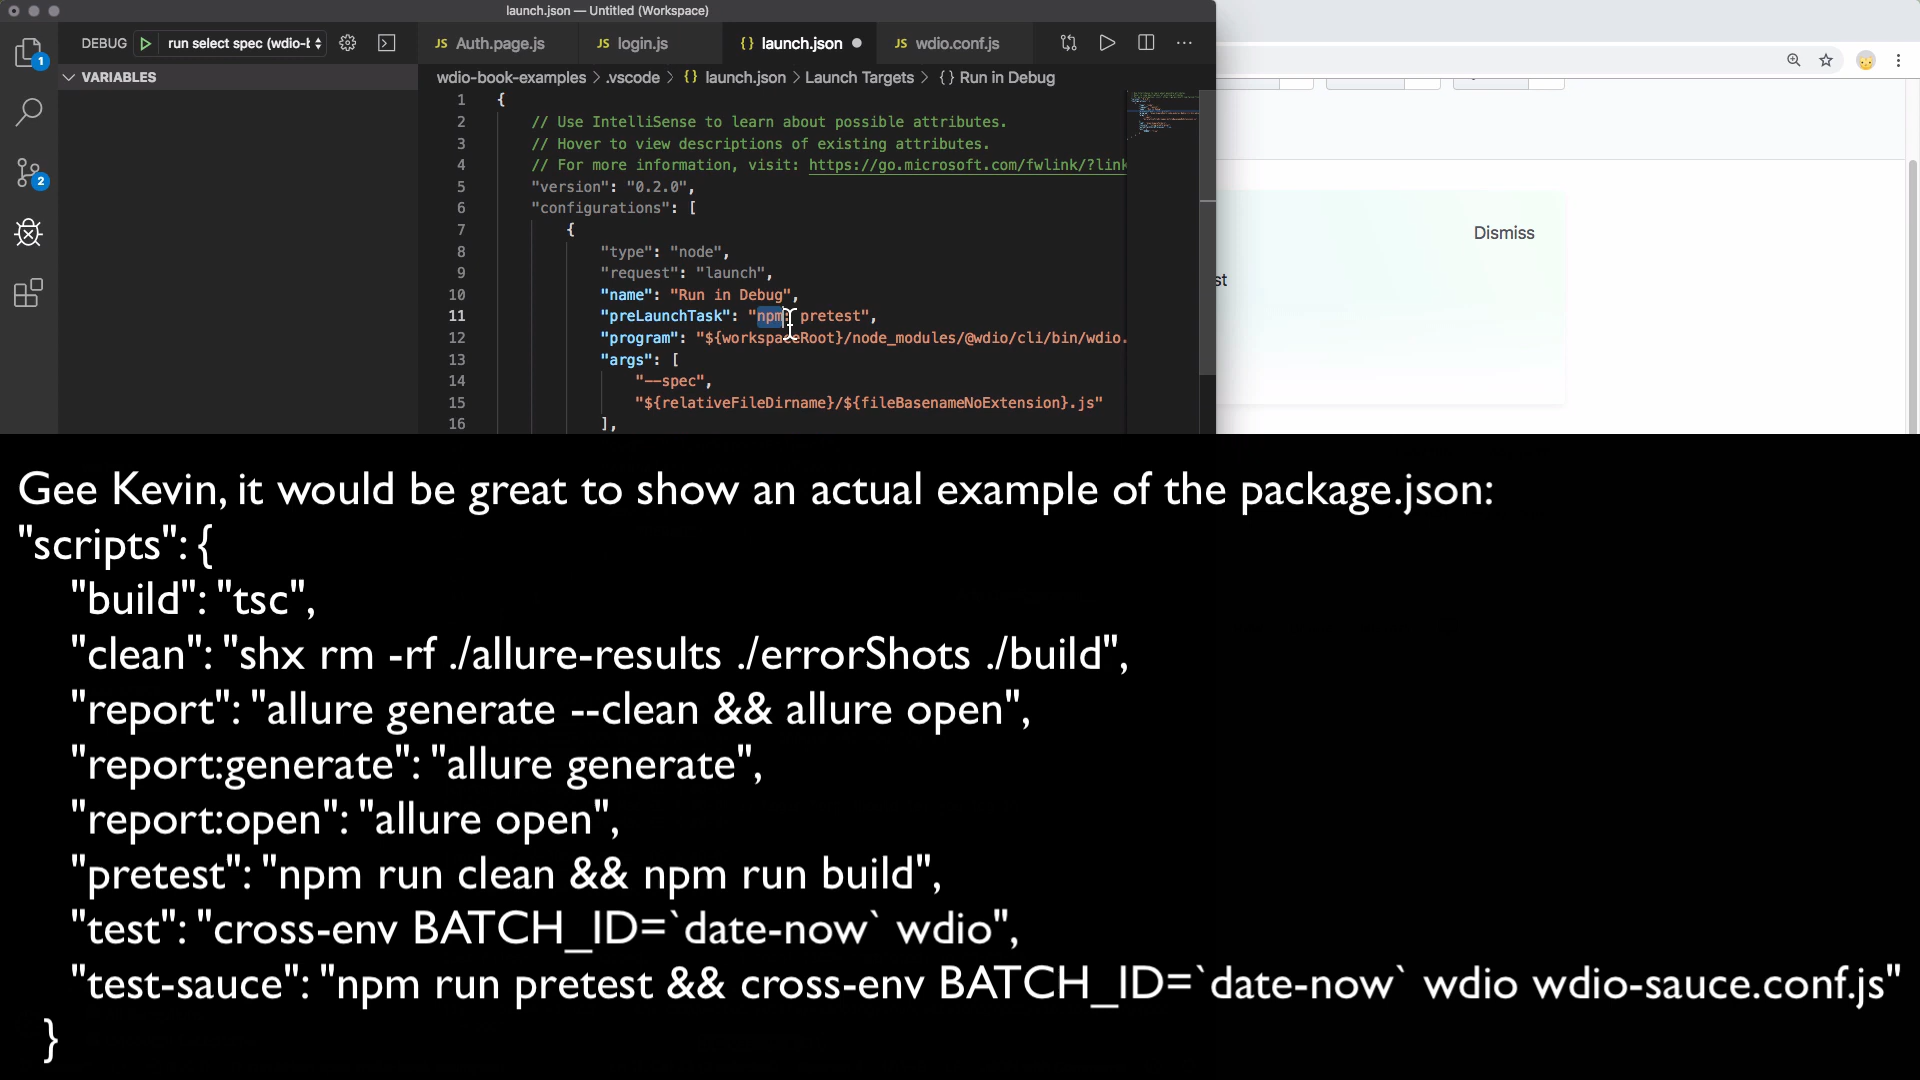 launch.json — Untitled (Workspace)
1
DEBUG run select spec (wdio-
JS Auth.page.js
JS login.js
{} launch.json
JS wdio.conf.js
VARIABLES
wdio-book-examples > .vscode > {} launch.json > Launch Targets > {} Run in Debug
1 {
2 // Use IntelliSense to learn about possible attributes.
3 // Hover to view descriptions of existing attributes.
4 // For more information, visit: https://go.microsoft.com/fwlink/?link
5 "version": "0.2.0",
6 "configurations": [
7 {
8 "type": "node",
9 "request": "launch",
10 "name": "Run in Debug",
11 "preLaunchTask": "npm: pretest",
12 "program": "${workspaceRoot}/node_modules/@wdio/cli/bin/wdio.
13 "args": [
14 "--spec",
15 "${relativeFileDirname}/${fileBasenameNoExtension}.js"
16 ],
2
Dismiss
st
Gee Kevin, it would be great to show an actual example of the package.json:
"scripts": {
"build": "tsc",
"clean": "shx rm -rf ./allure-results ./errorShots ./build",
"report": "allure generate --clean && allure open",
"report:generate": "allure generate",
"report:open": "allure open",
"pretest": "npm run clean && npm run build",
"test": "cross-env BATCH_ID=`date-now` wdio",
"test-sauce": "npm run pretest && cross-env BATCH_ID=`date-now` wdio wdio-sauce.conf.js"
}